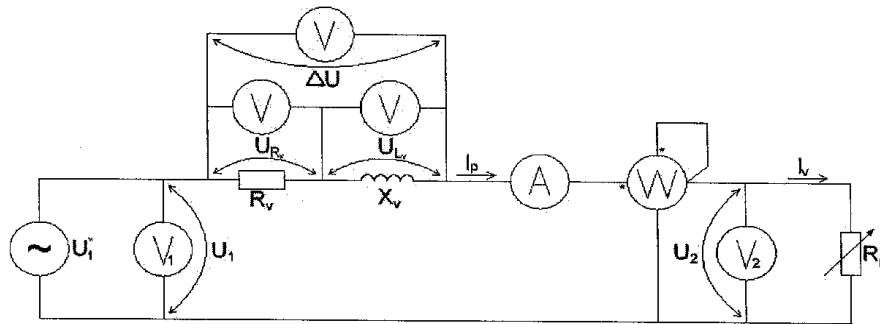 V
ΔU
V
V
U_Rv
U_Lv
I_p
I_v
A
W
*
*
R_v
X_v
~
U_1*
V_1
U_1
U_2
V_2